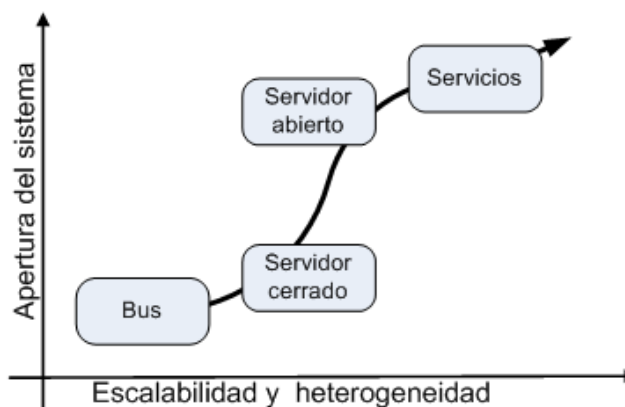 Apertura del sistema
Servicios
Servidor
abierto
Servidor
cerrado
Bus
Escalabilidad y heterogeneidad